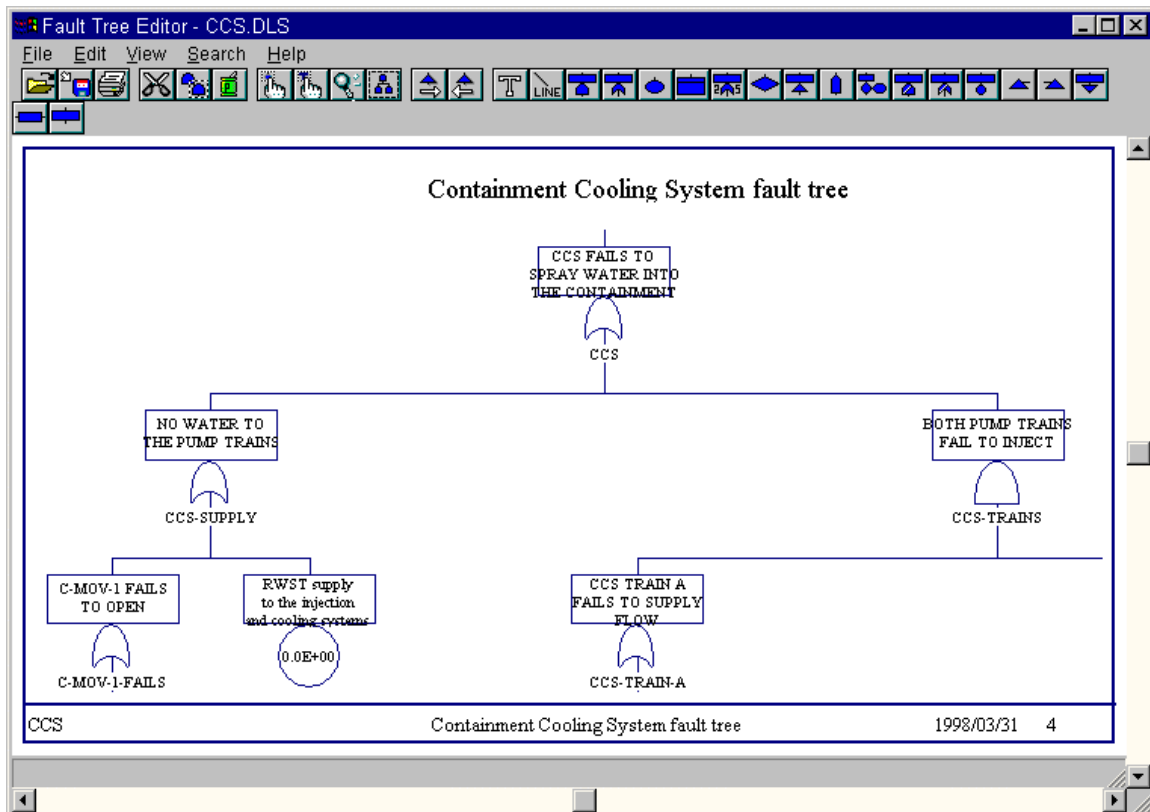 Fault Tree Editor - CCS.DLS
File Edit View Search Help
T LINE 2/5
Containment Cooling System fault tree
CCS FAILS TO
SPRAY WATER INTO
THE CONTAINMENT
CCS
NO WATER TO
THE PUMP TRAINS
CCS-SUPPLY
BOTH PUMP TRAINS
FAIL TO INJECT
CCS-TRAINS
C-MOV-1 FAILS
TO OPEN
C-MOV-1-FAILS
RWST supply
to the injection
and cooling systems
0.0E+00
CCS TRAIN A
FAILS TO SUPPLY
FLOW
CCS-TRAIN-A
CCS Containment Cooling System fault tree 1998/03/31 4